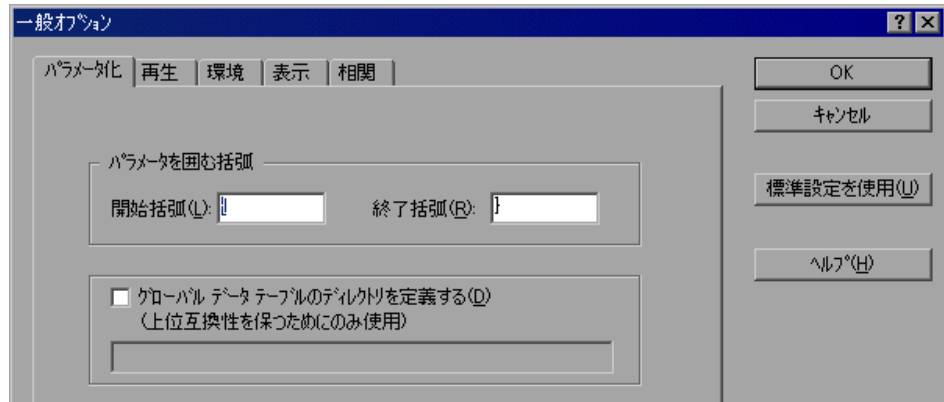 一般ｵﾌﾟｼｮﾝ
ﾊﾟﾗﾒｰﾀ化 再生 環境 表示 相関
OK
キャンセル
標準設定を使用(U)
ﾍﾙﾌﾟ(H)
ﾊﾟﾗﾒｰﾀを囲む括弧
開始括弧(L):
終了括弧(R): }
ｸﾞﾛｰﾊﾞﾙ ﾃﾞｰﾀ ﾃｰﾌﾞﾙのﾃﾞｨﾚｸﾄﾘを定義する(D)
(上位互換性を保つためにのみ使用)